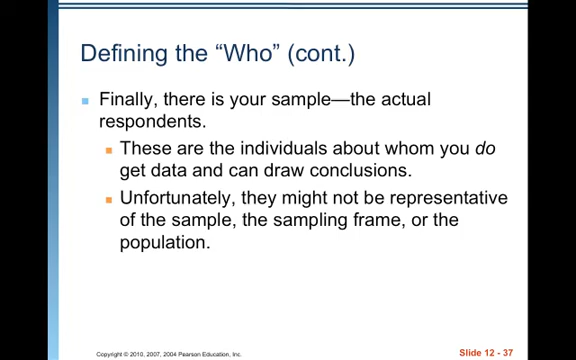 Defining the “Who” (cont.)
Finally, there is your sample—the actual
respondents.
These are the individuals about whom you do
get data and can draw conclusions.
Unfortunately, they might not be representative
of the sample, the sampling frame, or the
population.
Copyright © 2010, 2007, 2004 Pearson Education, Inc.
Slide 12 - 37